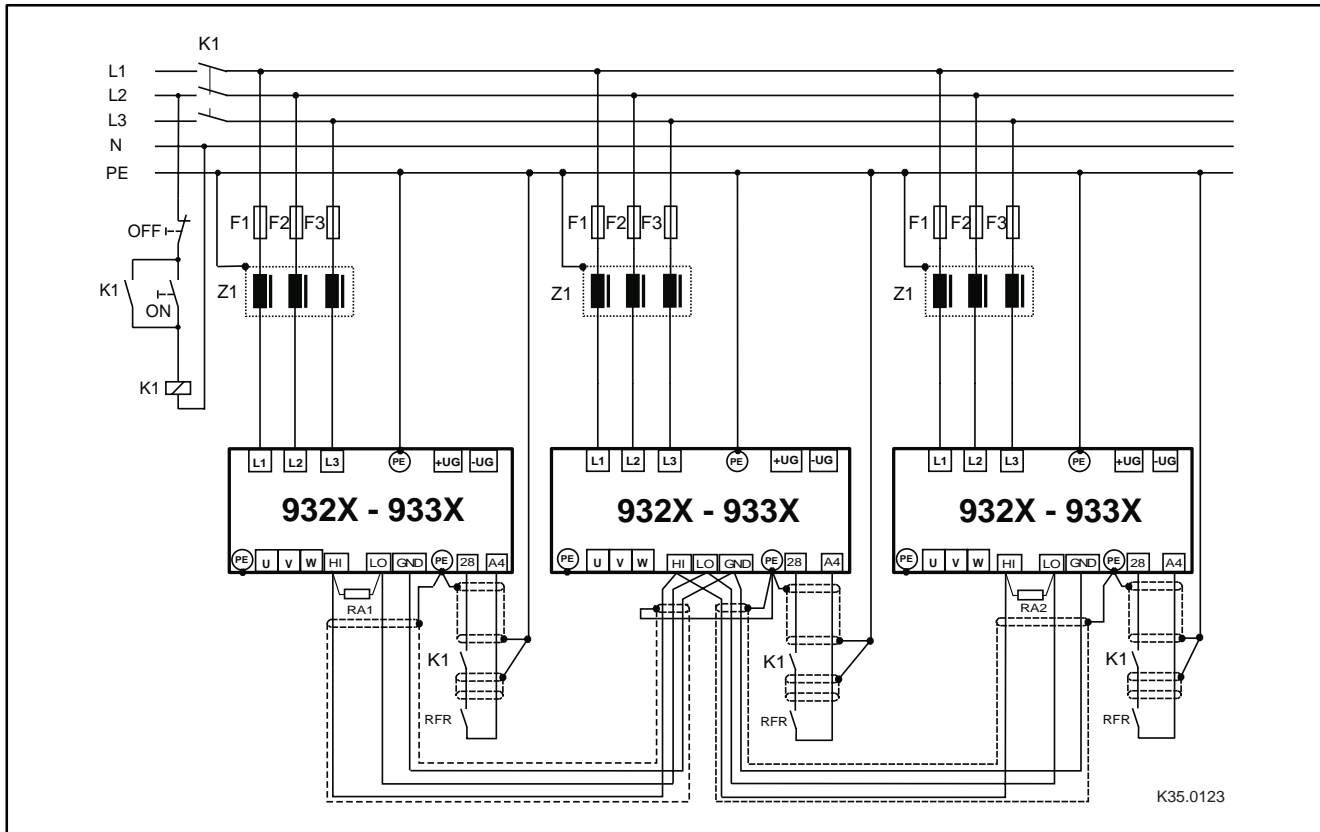 K1
L1
L2
L3
N
PE
OFF
K1
ON
K1
F1 F2 F3
Z1
F1 F2 F3
Z1
F1 F2 F3
Z1
L1 L2 L3 PE +UG -UG
932X - 933X
PE U V W HI LO GND PE 28 A4
L1 L2 L3 PE +UG -UG
932X - 933X
PE U V W HI LO GND PE 28 A4
L1 L2 L3 PE +UG -UG
932X - 933X
PE U V W HI LO GND PE 28 A4
RA1
K1
RFR
K1
RFR
RA2
K1
RFR
K35.0123